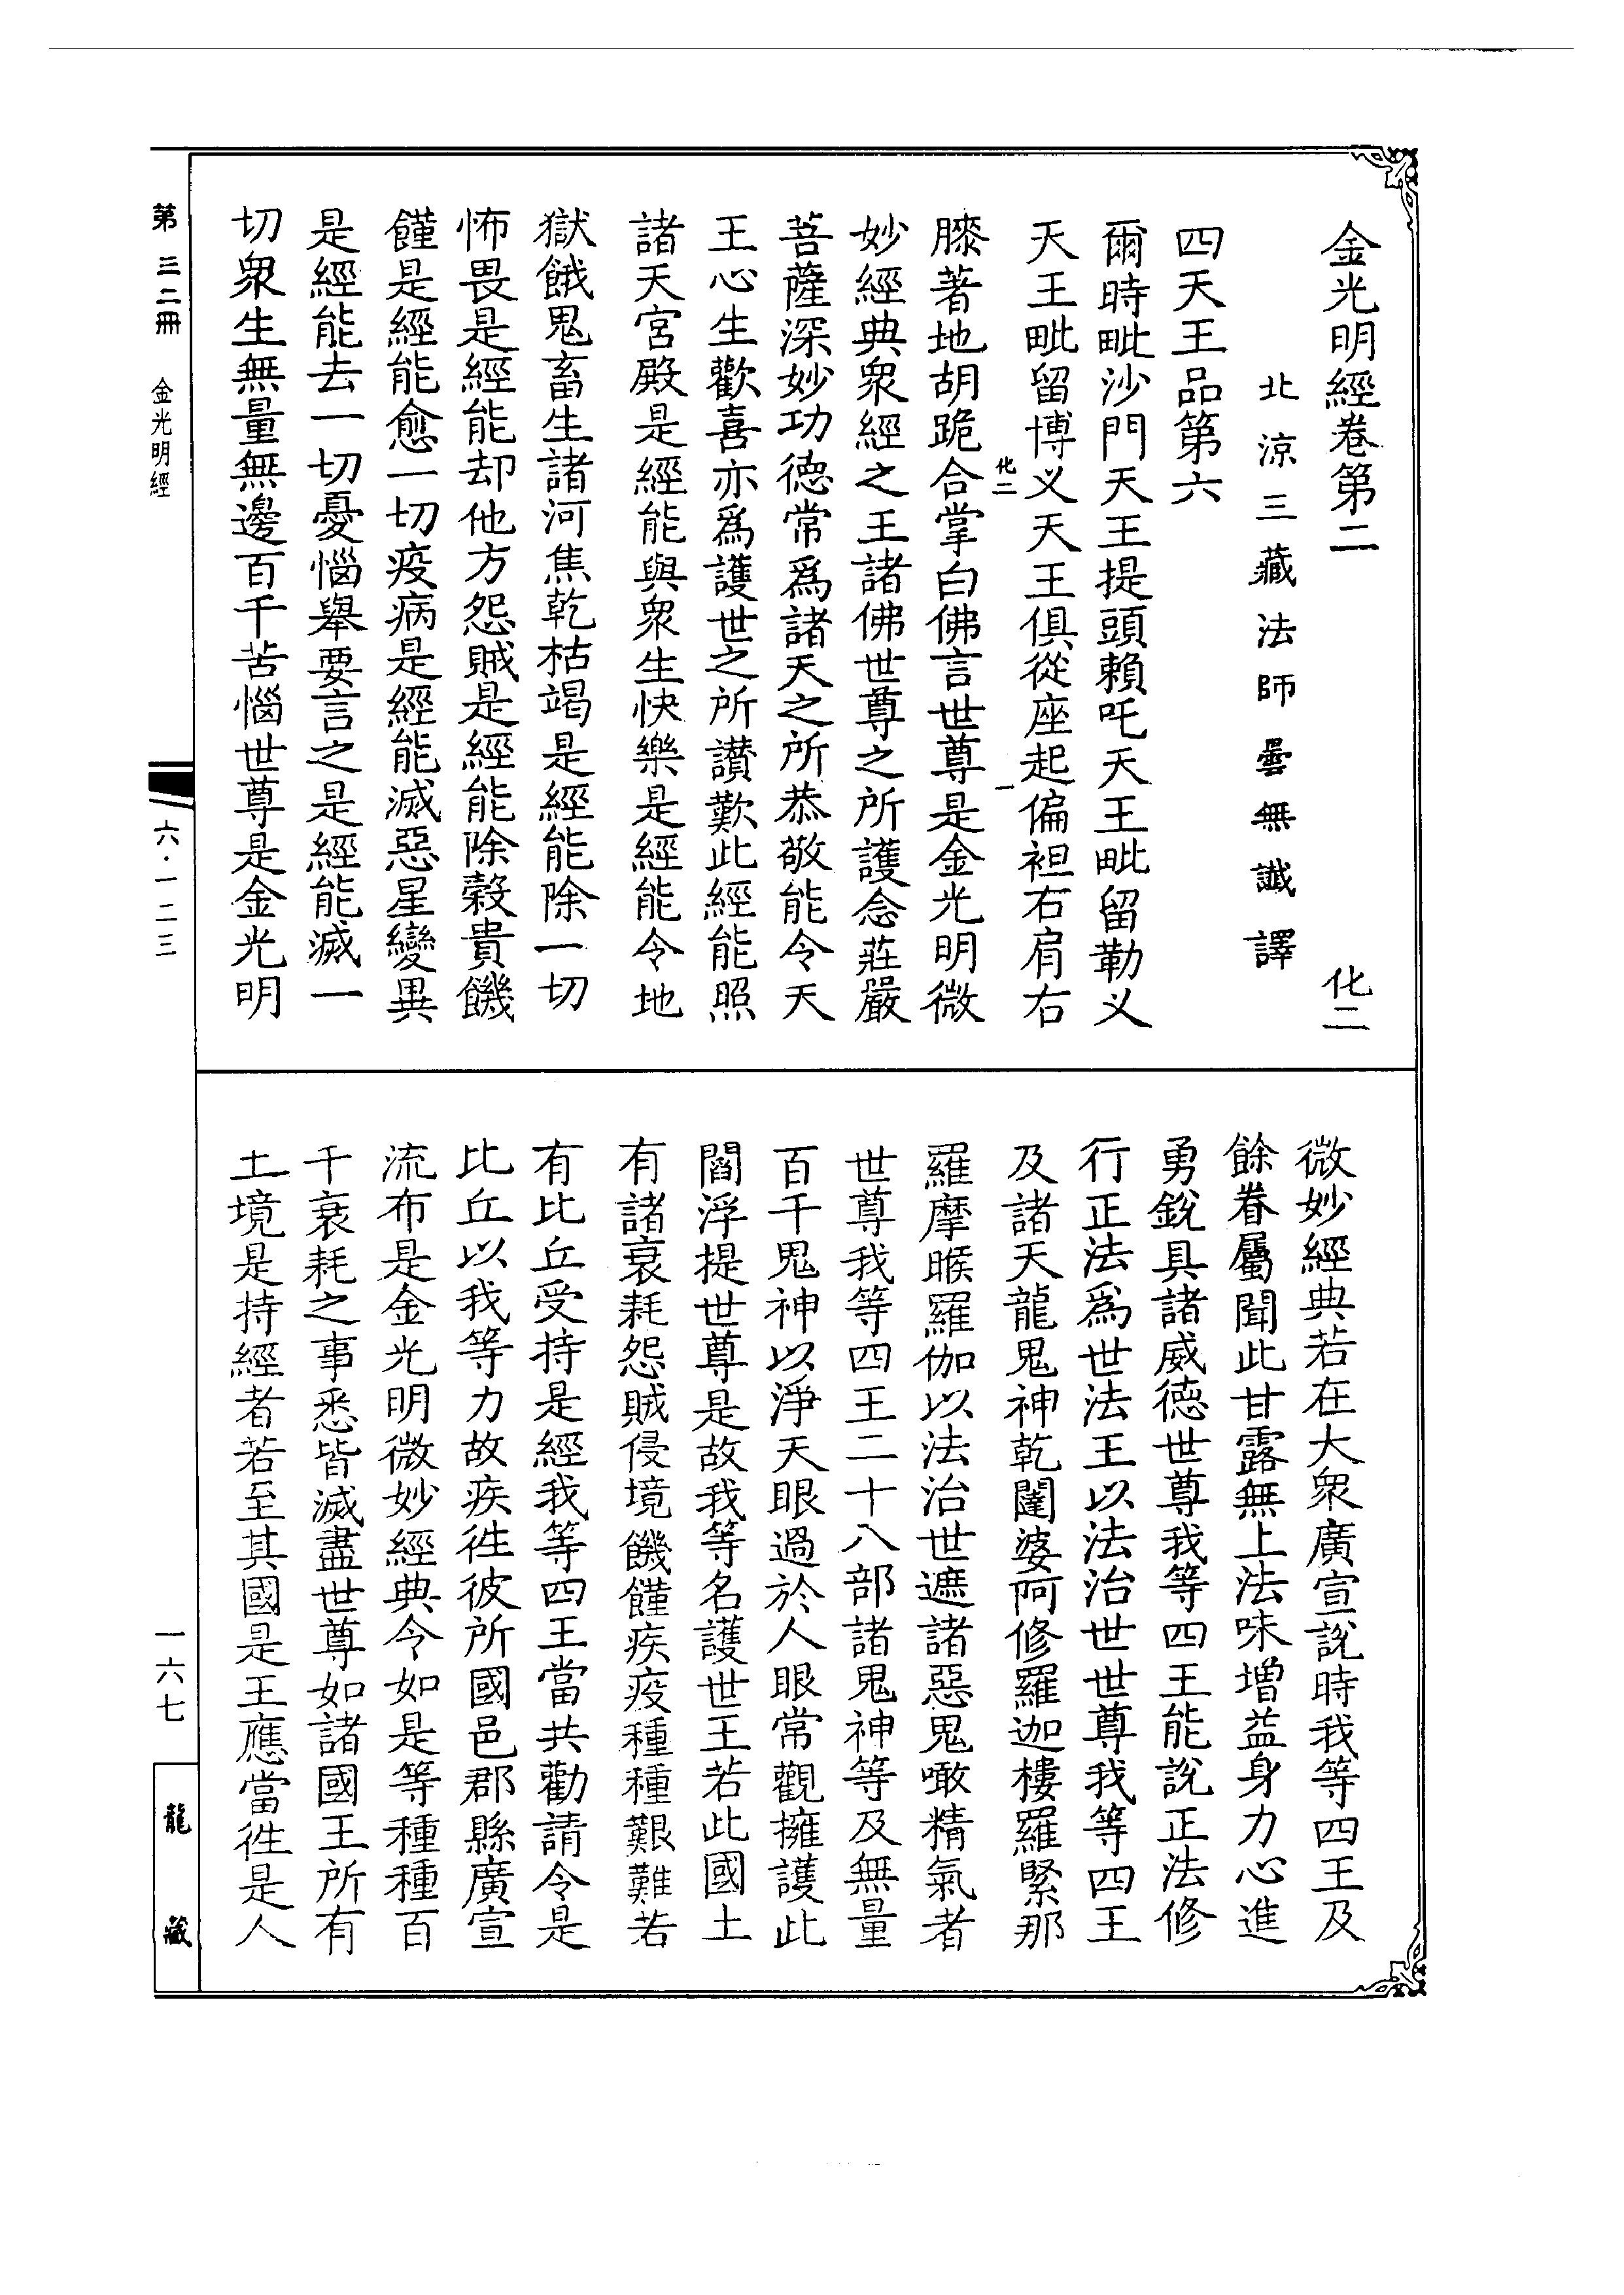 金光明經卷第二　化二
北涼三藏法師曇無讖譯
四天王品第六
爾時毗沙門天王提頭賴吒天王毗留勒义
天王毗留博义天王俱從座起偏袒右肩右
化二　一
膝著地胡跪合掌白佛言世尊是金光明微
妙經典衆經之王諸佛世尊之所護念莊嚴
菩薩深妙功德常爲諸天之所恭敬能令天
王心生歡喜亦爲護世之所讚歎此經能照
諸天宮殿是經能與衆生快樂是經能令地
獄餓鬼畜生諸河焦乾枯竭是經能除一切
怖畏是經能却他方怨賊是經能除穀貴饑
饉是經能愈一切疫病是經能滅惡星變異
是經能去一切憂惱舉要言之是經能滅一
切衆生無量無邊百千苦惱世尊是金光明
微妙經典若在大衆廣宣說時我等四王及
餘眷屬聞此甘露無上法味增益身力心進
勇銳具諸威德世尊我等四王能說正法修
行正法爲世法王以法治世世尊我等四王
及諸天龍鬼神乾闥婆阿修羅迦樓羅緊那
羅摩睺羅伽以法治世遮諸惡鬼噉精氣者
世尊我等四王二十八部諸鬼神等及無量
百千鬼神以淨天眼過於人眼常觀擁護此
閻浮提世尊是故我等名護世王若此國土
有諸衰耗怨賊侵境饑饉疾疫種種艱難若
有比丘受持是經我等四王當共勸請令是
比丘以我等力故疾徃彼所國邑郡縣廣宣
流布是金光明微妙經典令如是等種種百
千衰耗之事悉皆滅盡世尊如諸國王所有
土境是持經者若至其國是王應當徃是人
第三二冊　金光明經
六·一二三
一六七
龍藏